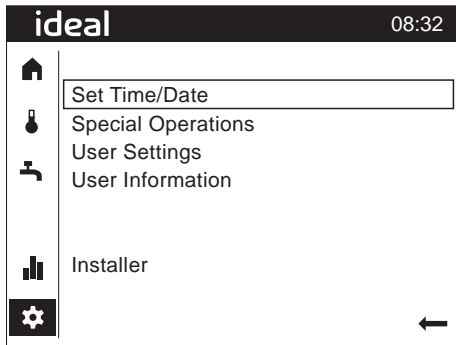 ideal 08:32
Set Time/Date
Special Operations
User Settings
User Information
Installer